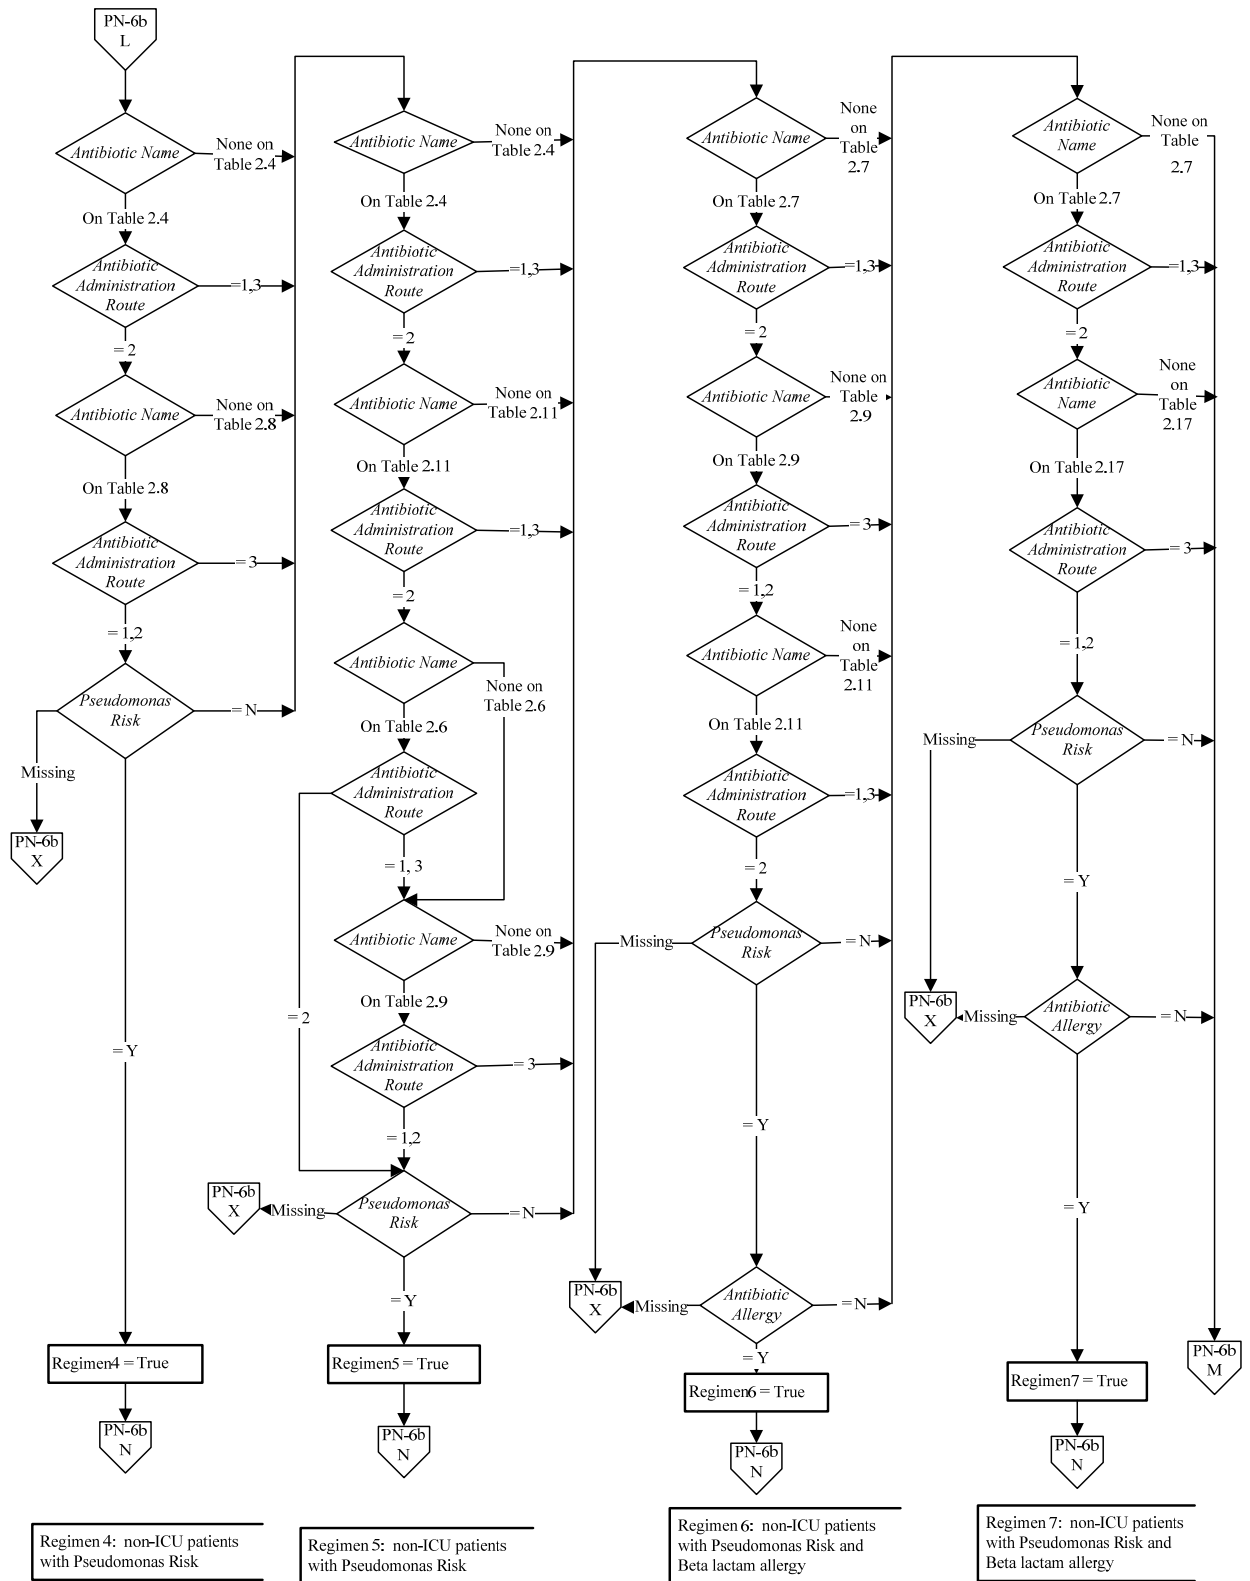 PN-6b
L
Antibiotic Name
None on
Table 2.4
On Table 2.4
Antibiotic
Administration
Route
=1,3
= 2
Antibiotic Name
None on
Table 2.8
On Table 2.8
Antibiotic
Administration
Route
= 3
= 1,2
Pseudomonas
Risk
= N
Missing
PN-6b
X
= Y
Regimen4 = True
PN-6b
N
Regimen 4: non-ICU patients
with Pseudomonas Risk
Antibiotic Name
None on
Table 2.4
On Table 2.4
Antibiotic
Administration
Route
=1,3
= 2
Antibiotic Name
None on
Table 2.11
On Table 2.11
Antibiotic
Administration
Route
=1,3
= 2
Antibiotic Name
None on
Table 2.6
On Table 2.6
Antibiotic
Administration
Route
= 1, 3
= 2
Antibiotic Name
None on
Table 2.9
On Table 2.9
Antibiotic
Administration
Route
= 3
= 1,2
Pseudomonas
Risk
= N
Missing
PN-6b
X
= Y
Regimen5 = True
PN-6b
N
Regimen 5: non-ICU patients
with Pseudomonas Risk
Antibiotic Name
None
on
Table
2.7
On Table 2.7
Antibiotic
Administration
Route
=1,3
= 2
Antibiotic Name
None on
Table
2.9
On Table 2.9
Antibiotic
Administration
Route
= 3
= 1,2
Antibiotic Name
None
on
Table
2.11
On Table 2.11
Antibiotic
Administration
Route
=1,3
= 2
Pseudomonas
Risk
= N
Missing
= Y
Antibiotic
Allergy
= N
Missing
PN-6b
X
= Y
Regimen6 = True
PN-6b
N
Regimen 6: non-ICU patients
with Pseudomonas Risk and
Beta lactam allergy
Antibiotic
Name
None on
Table
2.7
On Table 2.7
Antibiotic
Administration
Route
=1,3
= 2
Antibiotic
Name
None
on
Table
2.17
On Table 2.17
Antibiotic
Administration
Route
= 3
= 1,2
Pseudomonas
Risk
= N
Missing
= Y
Antibiotic
Allergy
= N
Missing
PN-6b
X
= Y
Regimen7 = True
PN-6b
N
PN-6b
M
Regimen 7: non-ICU patients
with Pseudomonas Risk and
Beta lactam allergy